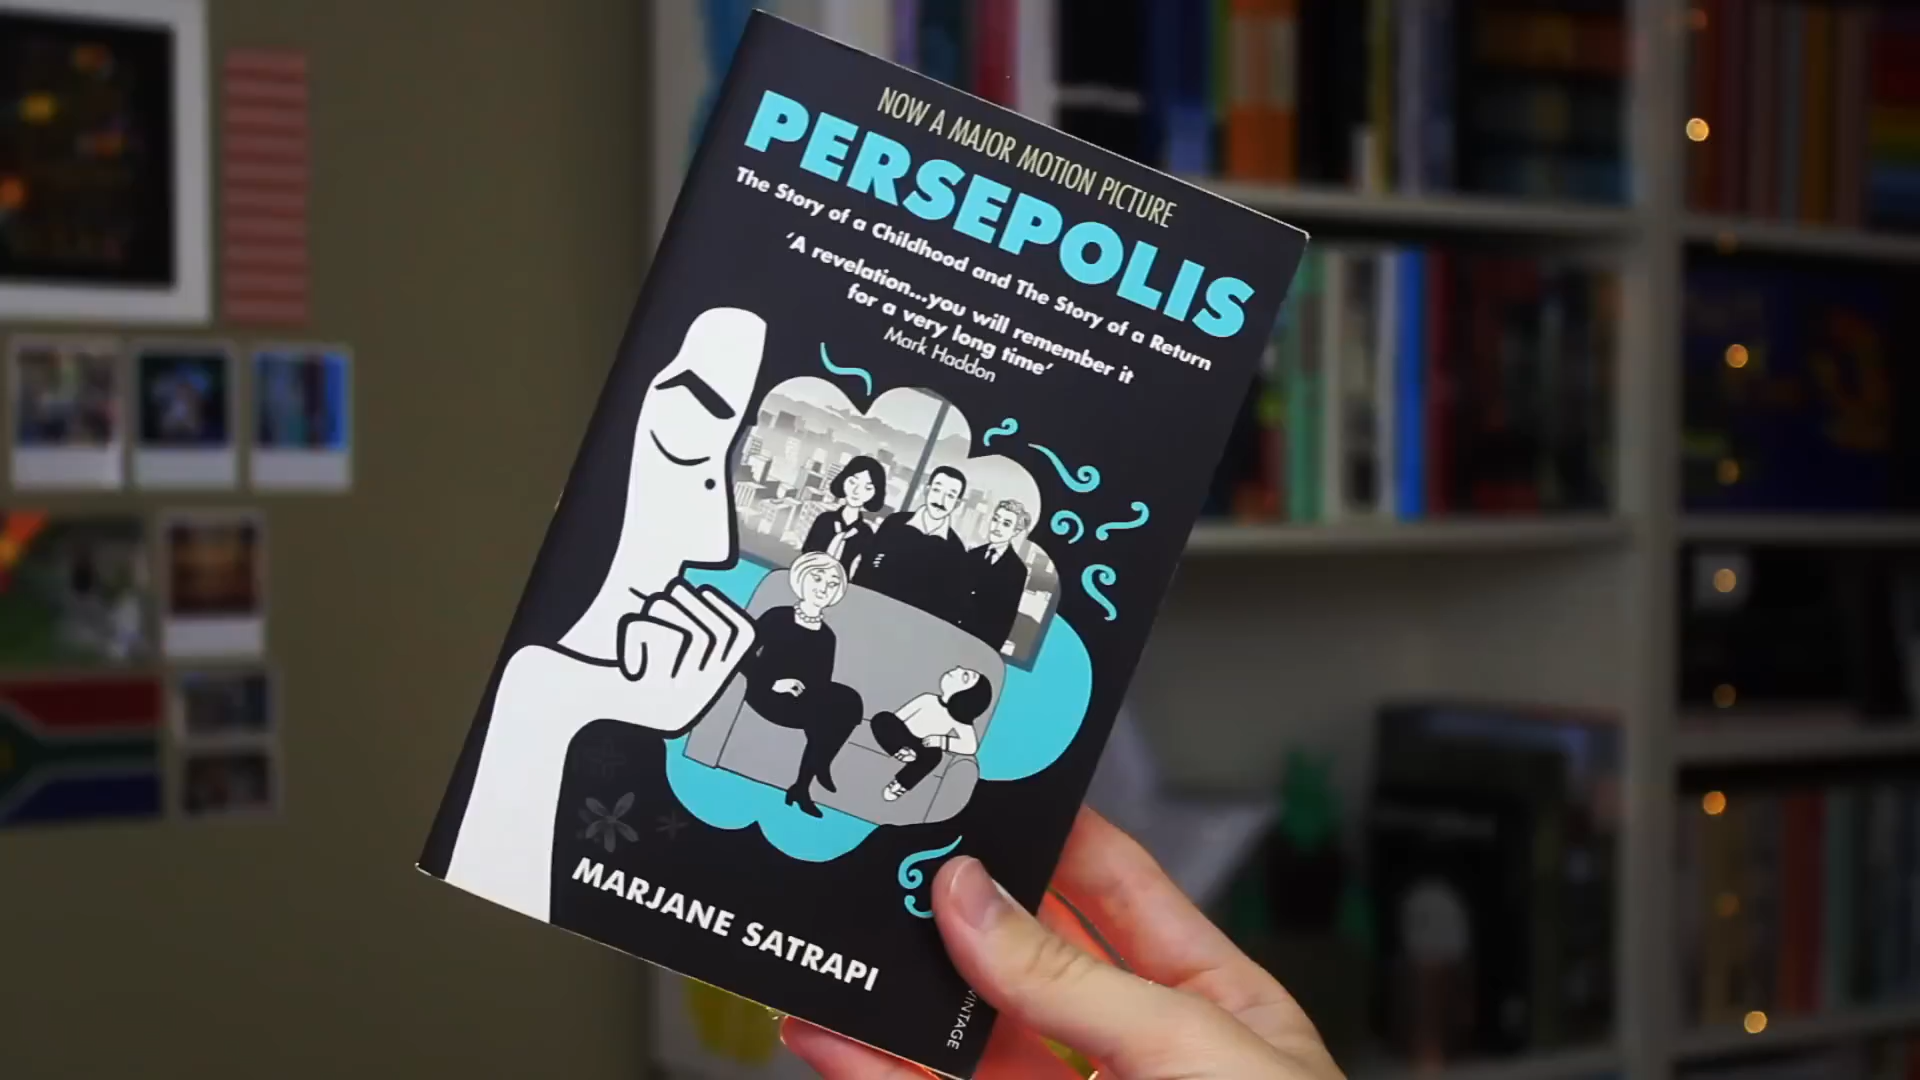 NOW A MAJOR MOTION PICTURE
PERSEPOLIS
The Story of a Childhood and The Story of a Return
‘A revelation...you will remember it
for a very long time’
Mark Haddon
MARJANE SATRAPI
VINTAGE